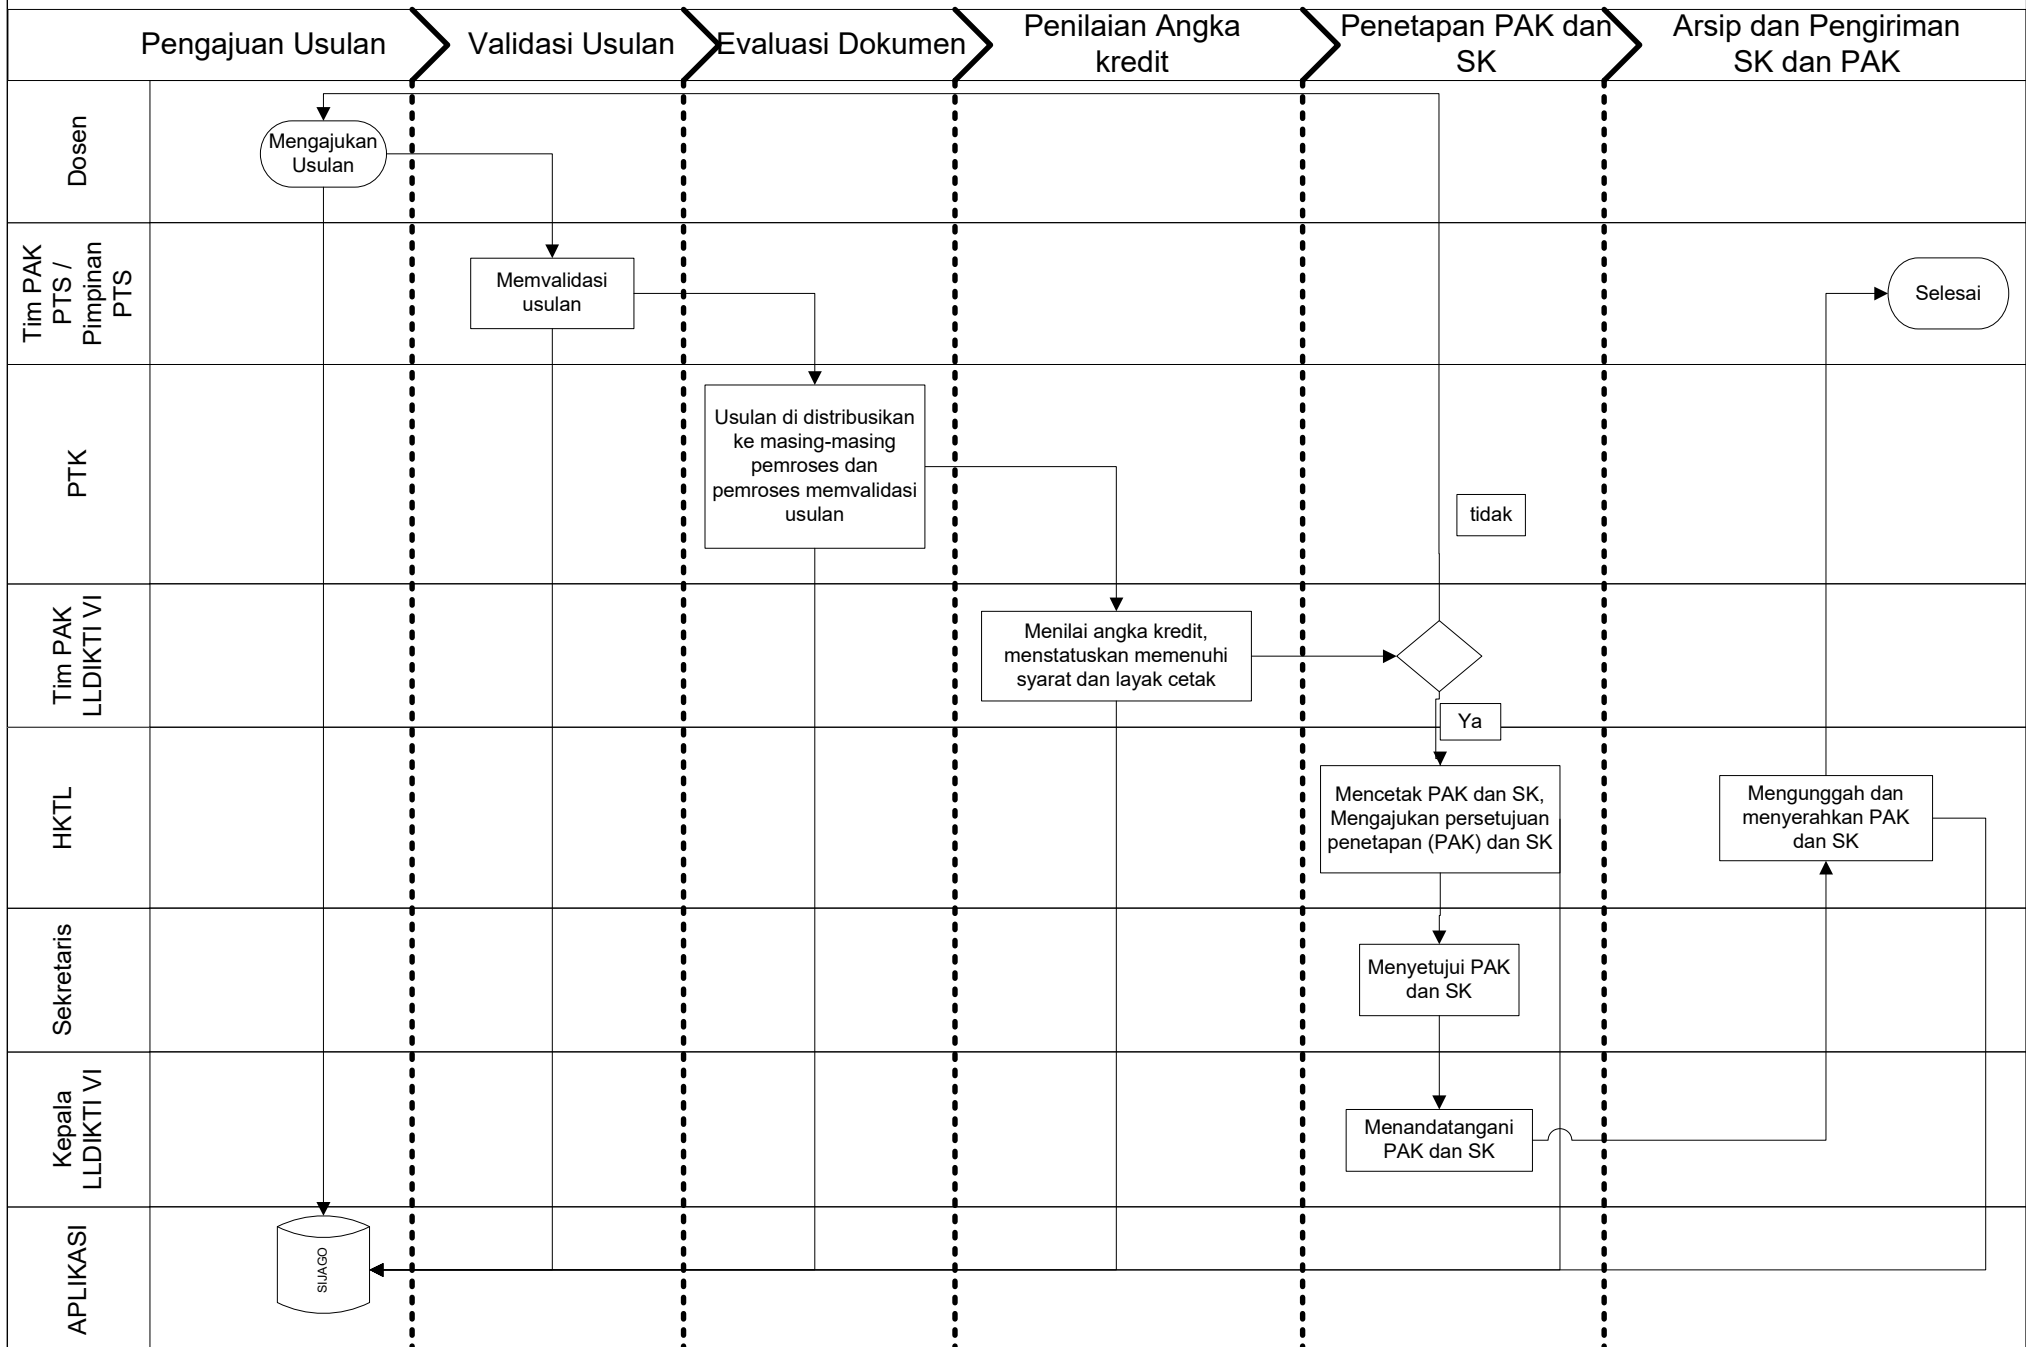 Pengajuan Usulan
Validasi Usulan
Evaluasi Dokumen
Penilaian Angka
kredit
Penetapan PAK dan
SK
Arsip dan Pengiriman
SK dan PAK
Dosen
Mengajukan
Usulan
Tim PAK
PTS /
Pimpinan
PTS
Memvalidasi
usulan
Selesai
PTK
Usulan di distribusikan
ke masing-masing
pemroses dan
pemroses memvalidasi
usulan
tidak
Tim PAK
LLDIKTI VI
Menilai angka kredit,
menstatuskan memenuhi
syarat dan layak cetak
Ya
HKTL
Mencetak PAK dan SK,
Mengajukan persetujuan
penetapan (PAK) dan SK
Mengunggah dan
menyerahkan PAK
dan SK
Sekretaris
Menyetujui PAK
dan SK
Kepala
LLDIKTI VI
Menandatangani
PAK dan SK
APLIKASI
SIJAGO